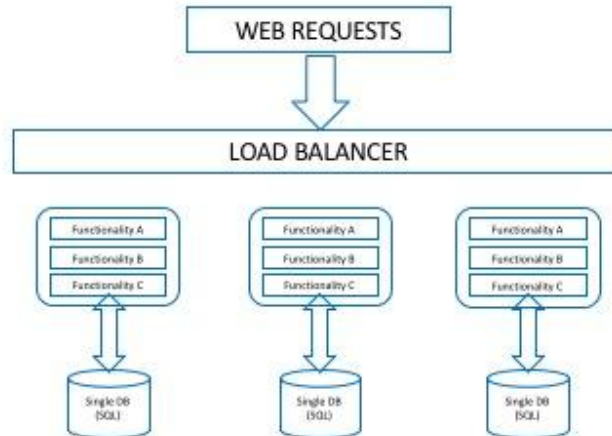 WEB REQUESTS
LOAD BALANCER
Functionality A
Functionality B
Functionality C
Functionality A
Functionality B
Functionality C
Functionality A
Functionality B
Functionality C
Single DB
(SQL)
Single DB
(SQL)
Single DB
(SQL)